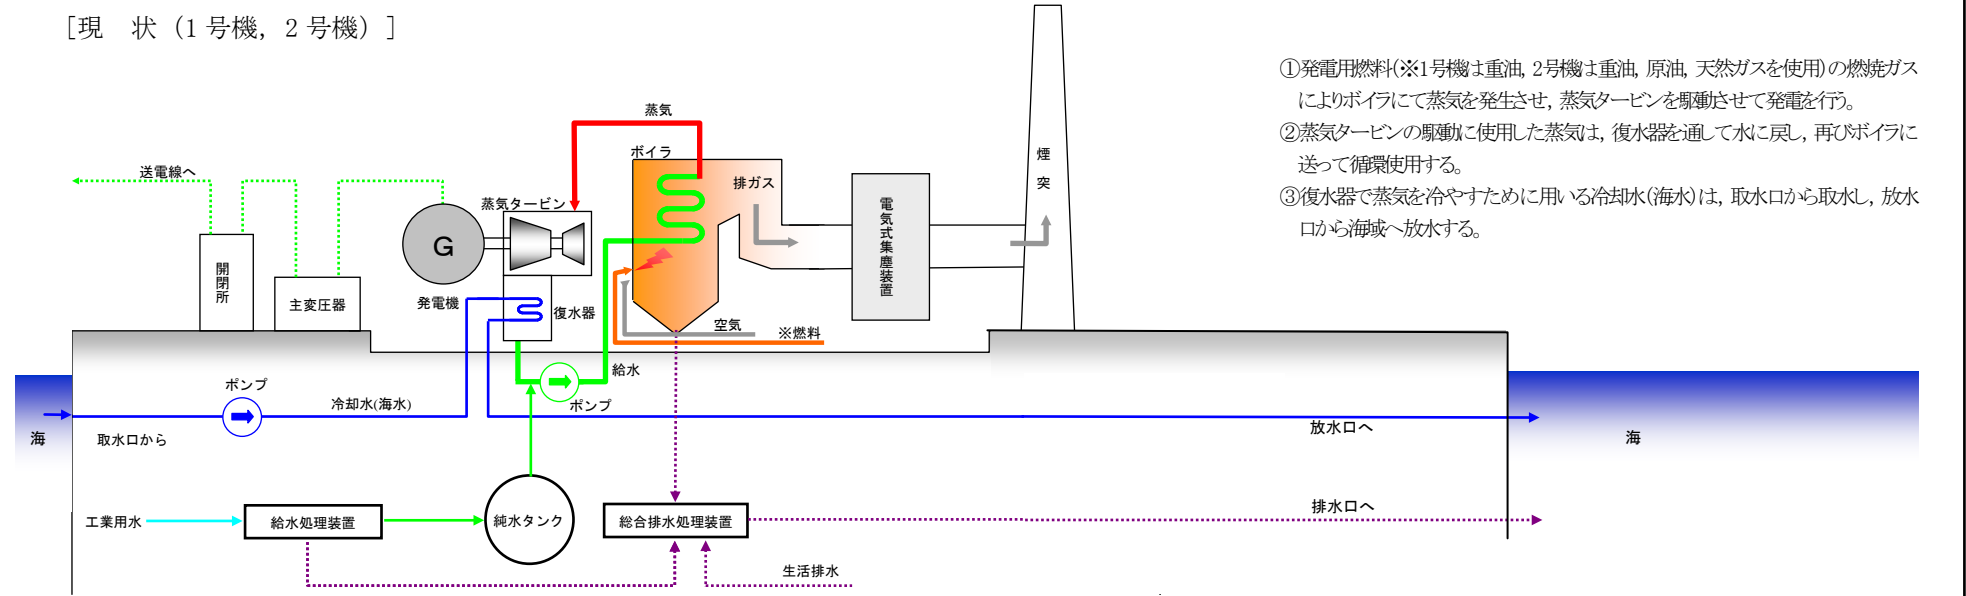 [現　状（1号機，2号機）]
①発電用燃料(※1号機は重油，2号機は重油，原油，天然ガスを使用)の燃焼ガス
によりボイラにて蒸気を発生させ，蒸気タービンを駆動させて発電を行う。
②蒸気タービンの駆動に使用した蒸気は，復水器を通して水に戻し，再びボイラに
送って循環使用する。
③復水器で蒸気を冷やすために用いる冷却水(海水)は，取水口から取水し，放水
口から海域へ放水する。
蒸気
ボイラ
煙突
送電線へ
排ガス
蒸気タービン
電気式集塵装置
G
開閉所
主変圧器
発電機
復水器
空気
※燃料
給水
ポンプ
冷却水(海水)
ポンプ
海
取水口から
放水口へ
海
工業用水
給水処理装置
純水タンク
総合排水処理装置
排水口へ
生活排水